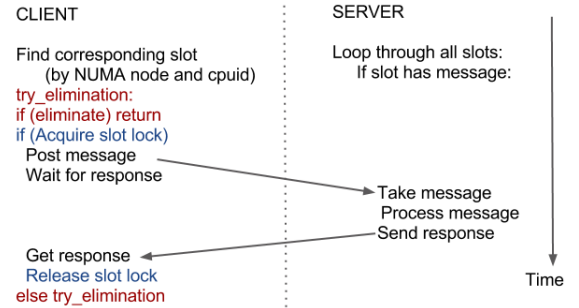 CLIENT
Find corresponding slot
(by NUMA node and cpuid)
try_elimination:
if (eliminate) return
if (Acquire slot lock)
Post message
Wait for response
Get response
Release slot lock
else try_elimination
SERVER
Loop through all slots:
If slot has message:
Take message
Process message
Send response
Time